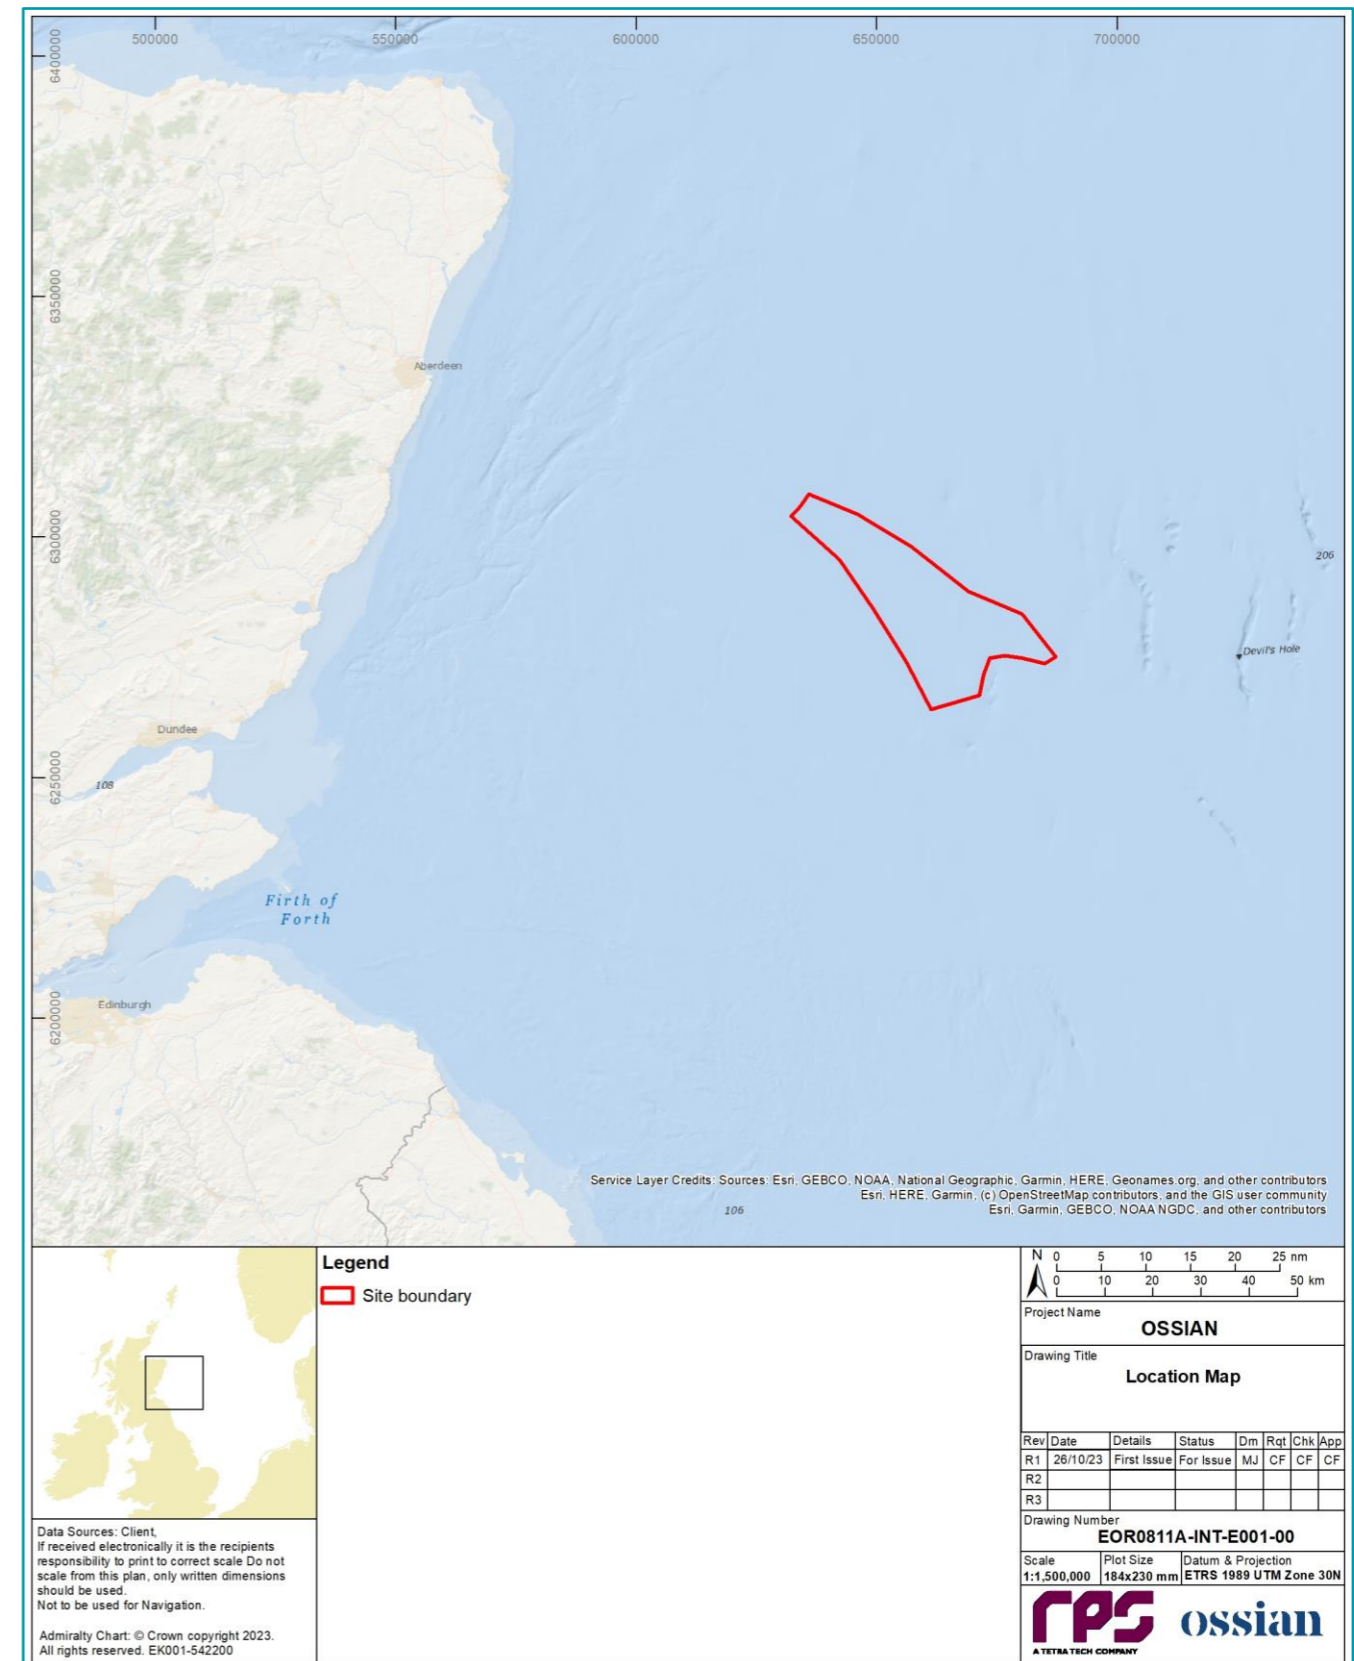 500000 550000 600000 650000 700000
6400000
6350000
Aberdeen
6300000
206
Devil's Hole
Dundee
6250000
108
Firth of
Forth
6200000
Edinburgh
Service Layer Credits: Sources: Esri, GEBCO, NOAA, National Geographic, Garmin, HERE, Geonames.org, and other contributors
Esri, HERE, Garmin, (c) OpenStreetMap contributors, and the GIS user community
Esri, Garmin, GEBCO, NOAA NGDC, and other contributors
106
Legend
Site boundary
N 0 5 10 15 20 25 nm
0 10 20 30 40 50 km
Project Name
OSSIAN
Drawing Title
Location Map
Rev Date Details Status Dm Rqt Chk App
R1 26/10/23 First Issue For Issue MJ CF CF CF
R2
R3
Drawing Number
EOR0811A-INT-E001-00
Scale Plot Size Datum & Projection
1:1,500,000 184x230 mm ETRS 1989 UTM Zone 30N
rps ossian
A TETRA TECH COMPANY
Data Sources: Client,
If received electronically it is the recipients
responsibility to print to correct scale Do not
scale from this plan, only written dimensions
should be used.
Not to be used for Navigation.
Admiralty Chart: © Crown copyright 2023.
All rights reserved. EK001-542200